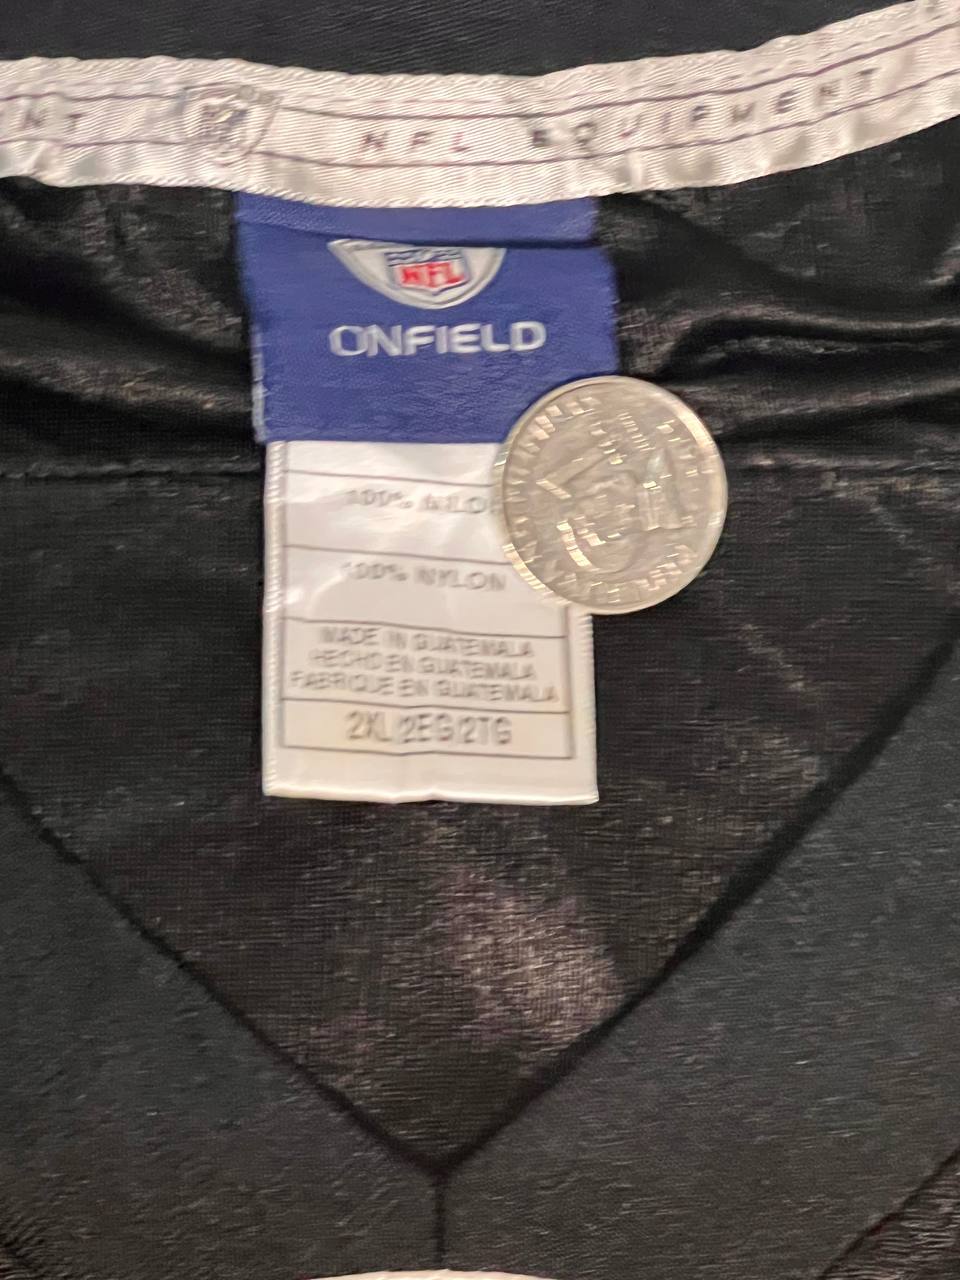 NT NFL EQUIPMENT
NFL
ONFIELD
100% NYLON
100% NYLON
MADE IN GUATEMALA
HECHO EN GUATEMALA
FABRIQUE EN GUATEMALA
2XL/2EG/2TG